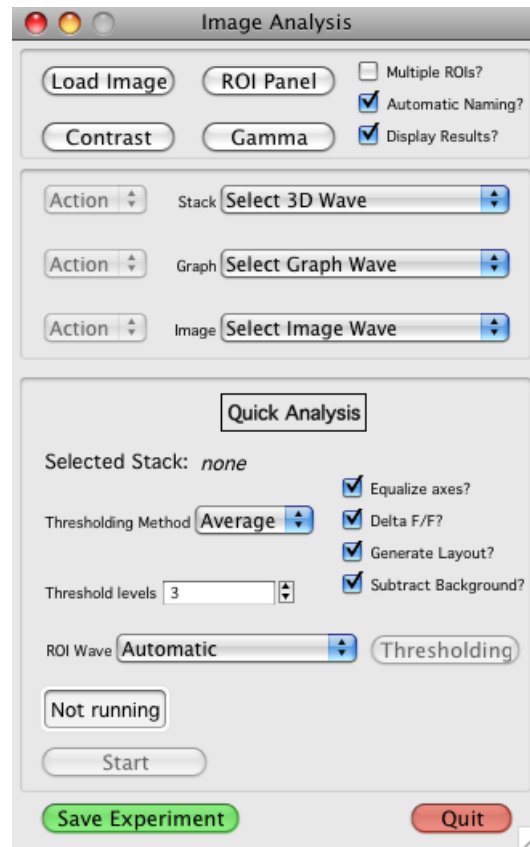 Image Analysis
Load Image ROI Panel Multiple ROIs?
Automatic Naming?
Contrast Gamma Display Results?
Action Stack Select 3D Wave
Action Graph Select Graph Wave
Action Image Select Image Wave
Quick Analysis
Selected Stack: none
Equalize axes?
Thresholding Method Average Delta F/F?
Generate Layout?
Threshold levels 3 Subtract Background?
ROI Wave Automatic Thresholding
Not running
Start
Save Experiment Quit